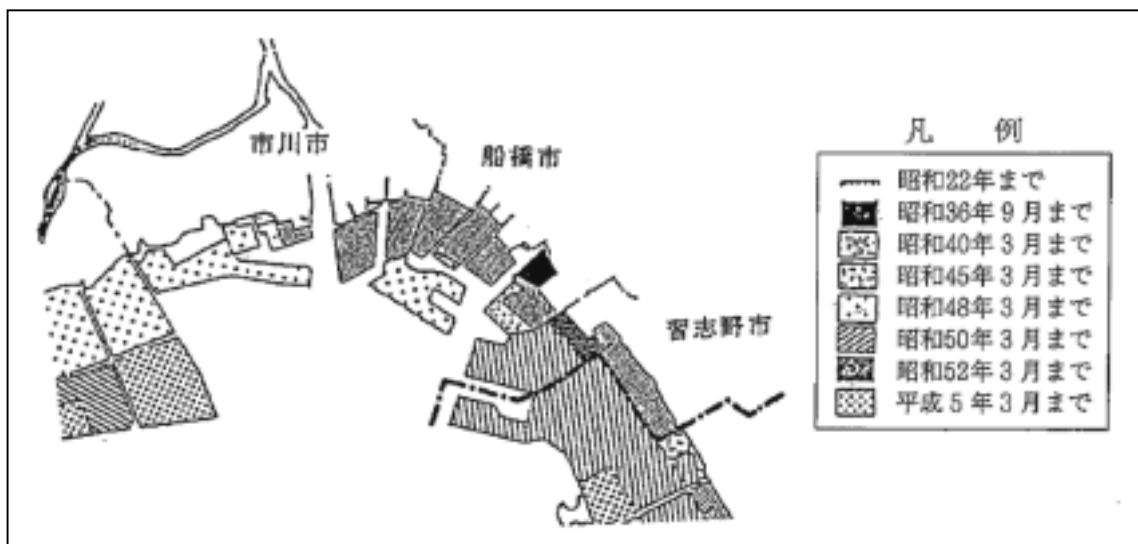 市川市
船橋市
習志野市
凡 例
昭和22年まで
昭和36年9月まで
昭和40年3月まで
昭和45年3月まで
昭和48年3月まで
昭和50年3月まで
昭和52年3月まで
平成5年3月まで